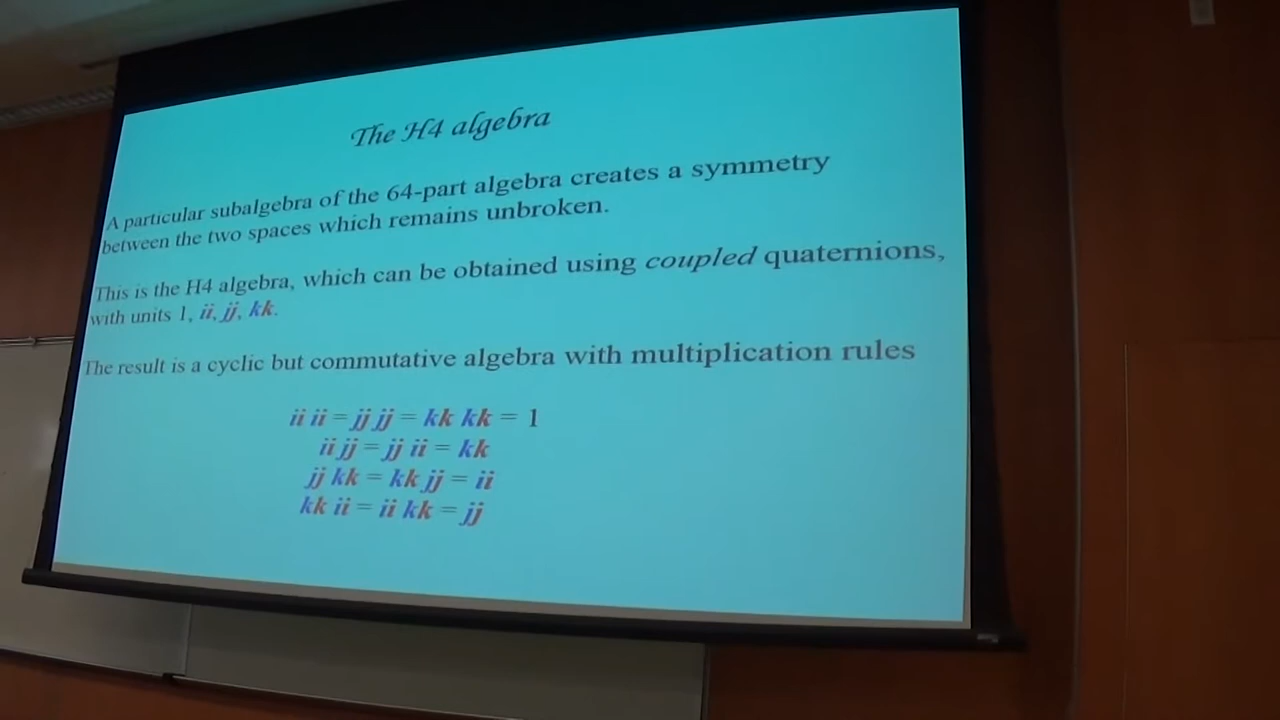 The H4 algebra
A particular subalgebra of the 64-part algebra creates a symmetry
between the two spaces which remains unbroken.
This is the H4 algebra, which can be obtained using coupled quaternions,
with units 1, ii, jj, kk.
The result is a cyclic but commutative algebra with multiplication rules
ii ii = jj jj = kk kk = 1
ii jj = jj ii = kk
jj kk = kk jj = ii
kk ii = ii kk = jj